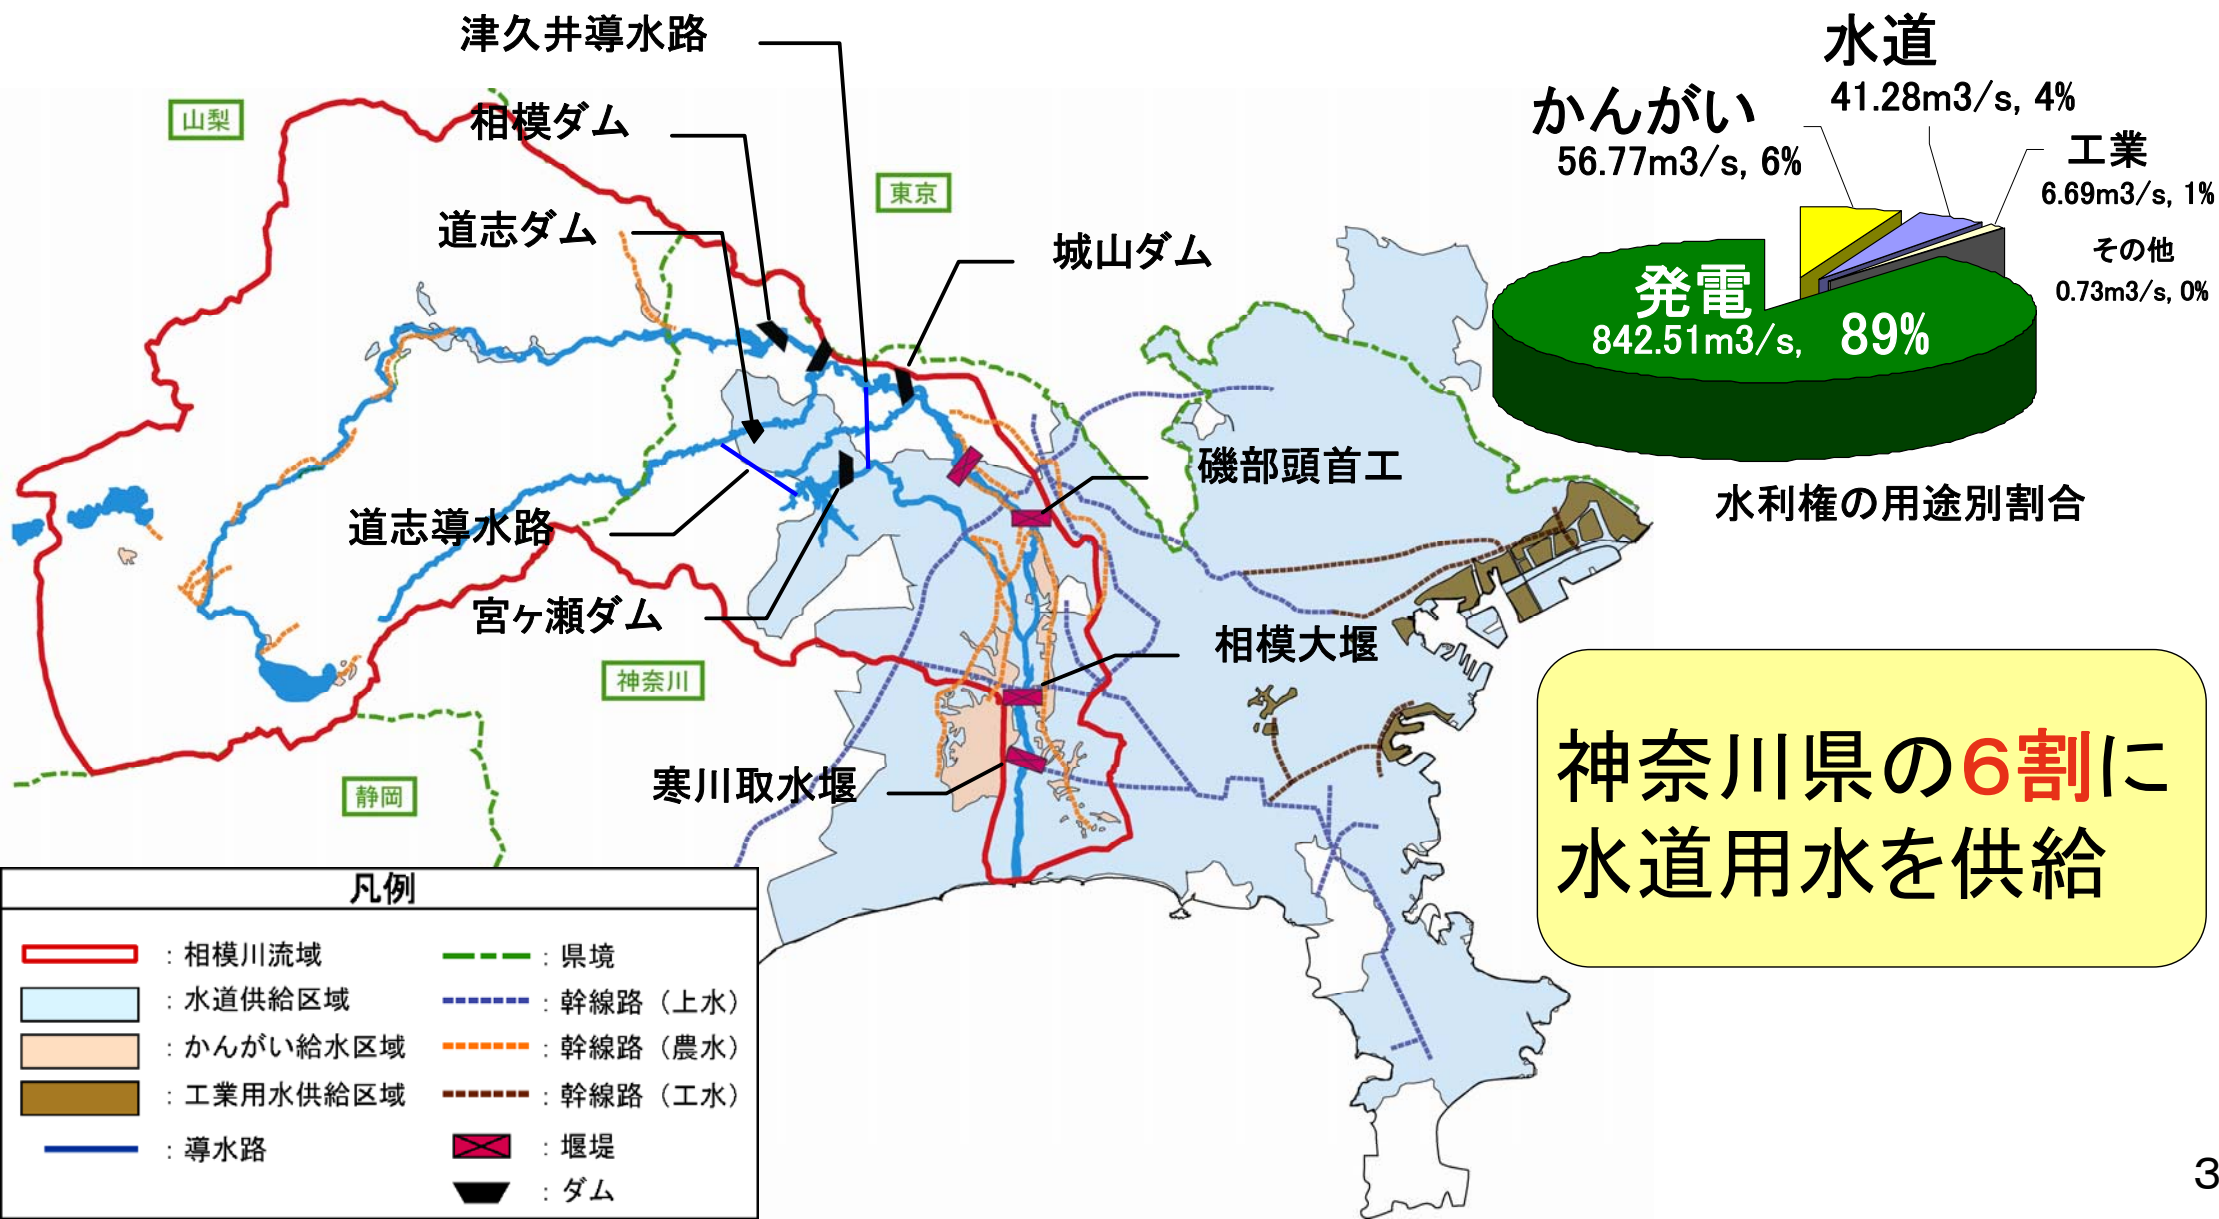 津久井導水路
相模ダム
道志ダム
城山ダム
磯部頭首工
道志導水路
宮ヶ瀬ダム
相模大堰
寒川取水堰
山梨
東京
神奈川
静岡
水道
41.28m3/s, 4%
かんがい
56.77m3/s, 6%
工業
6.69m3/s, 1%
その他
0.73m3/s, 0%
発電
842.51m3/s, 89%
水利権の用途別割合
神奈川県の6割に
水道用水を供給
凡例
：相模川流域
：水道供給区域
：かんがい給水区域
：工業用水供給区域
：導水路
：県境
：幹線路（上水）
：幹線路（農水）
：幹線路（工水）
：堰堤
：ダム
3